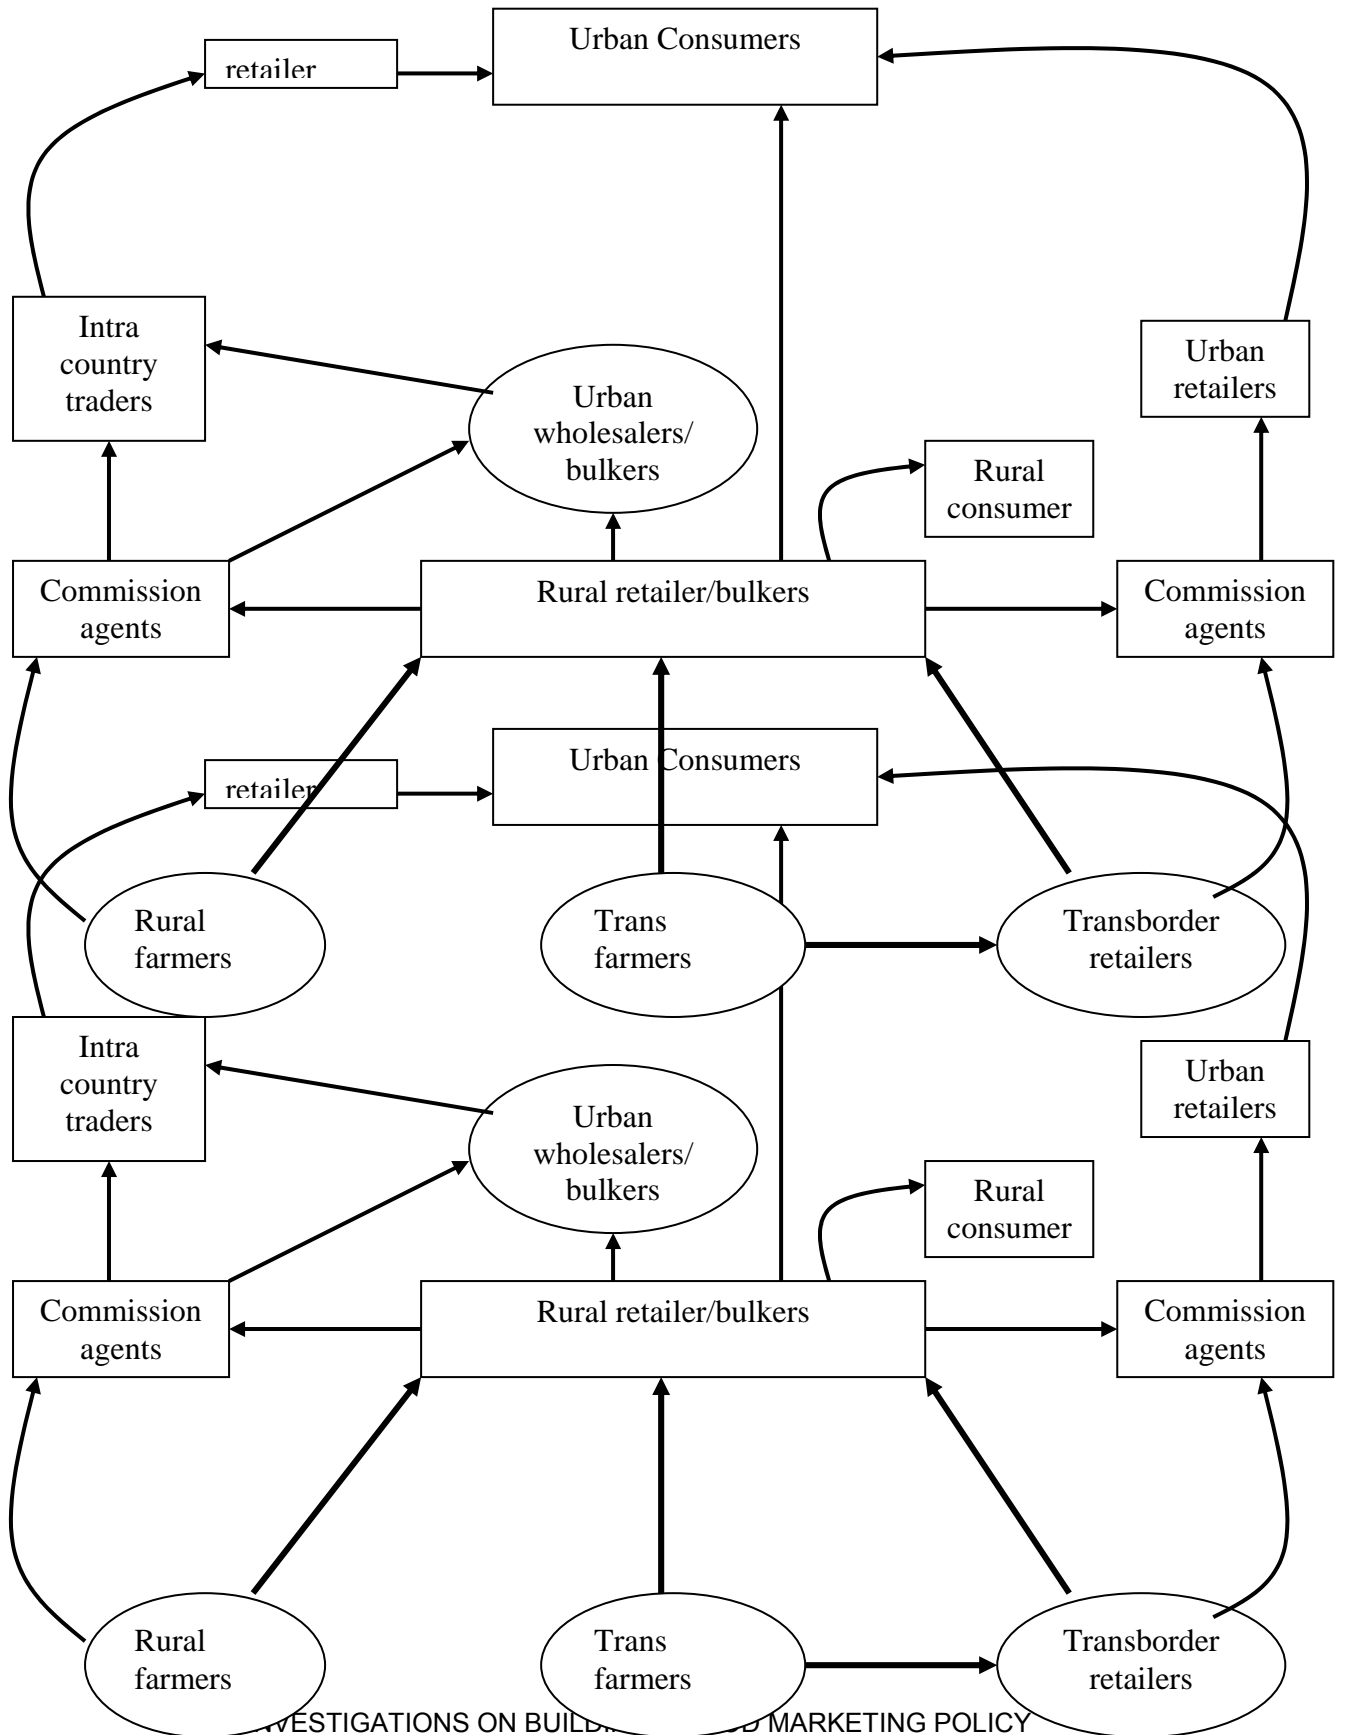 Urban Consumers
retailer
Intra
country
traders
Urban
wholesalers/
bulkers
Urban
retailers
Rural
consumer
Commission
agents
Rural retailer/bulkers
Commission
agents
Urban Consumers
retailer
Rural
farmers
Trans
farmers
Transborder
retailers
Intra
country
traders
Urban
wholesalers/
bulkers
Urban
retailers
Rural
consumer
Commission
agents
Rural retailer/bulkers
Commission
agents
Rural
farmers
Trans
farmers
Transborder
retailers
ON MARKETING POLICY